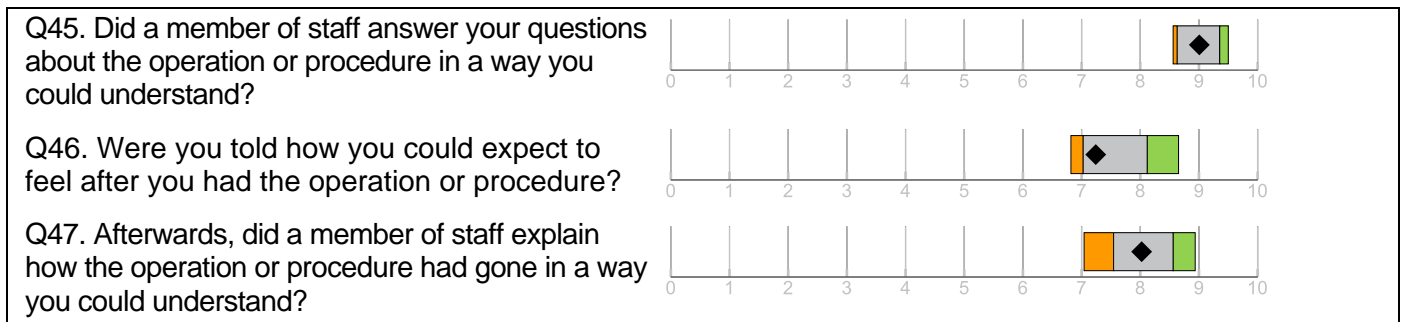 Q45. Did a member of staff answer your questions
about the operation or procedure in a way you
could understand?
0 1 2 3 4 5 6 7 8 9 10
Q46. Were you told how you could expect to
feel after you had the operation or procedure?
0 1 2 3 4 5 6 7 8 9 10
Q47. Afterwards, did a member of staff explain
how the operation or procedure had gone in a way
you could understand?
0 1 2 3 4 5 6 7 8 9 10